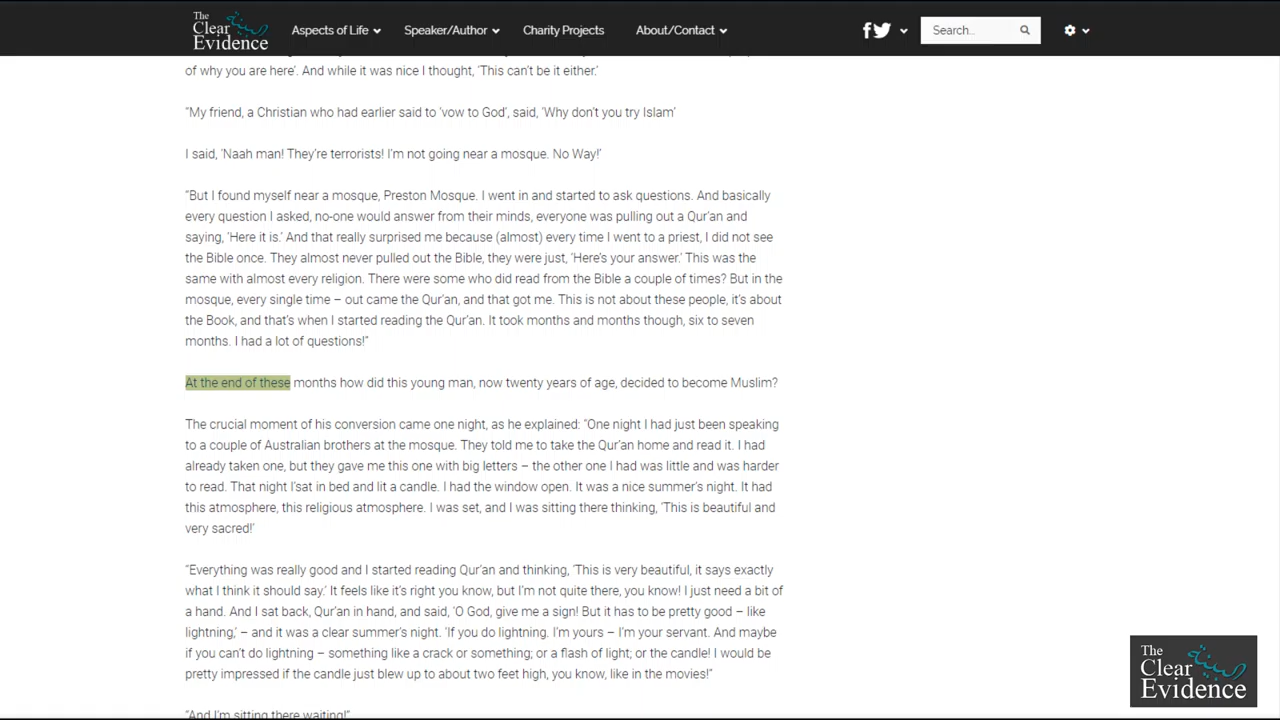 The
Clear
Evidence
Aspects of Life
Speaker/Author
Charity Projects
About/Contact
Search...
of why you are here’. And while it was nice I thought, ‘This can’t be it either.’
“My friend, a Christian who had earlier said to ‘vow to God’, said, ‘Why don’t you try Islam’
I said, ‘Naah man! They’re terrorists! I’m not going near a mosque. No Way!’
“But I found myself near a mosque, Preston Mosque. I went in and started to ask questions. And basically
every question I asked, no-one would answer from their minds, everyone was pulling out a Qur’an and
saying, ‘Here it is.’ And that really surprised me because (almost) every time I went to a priest, I did not see
the Bible once. They almost never pulled out the Bible, they were just, ‘Here’s your answer.’ This was the
same with almost every religion. There were some who did read from the Bible a couple of times? But in the
mosque, every single time – out came the Qur’an, and that got me. This is not about these people, it’s about
the Book, and that’s when I started reading the Qur’an. It took months and months though, six to seven
months. I had a lot of questions!”
At the end of these months how did this young man, now twenty years of age, decided to become Muslim?
The crucial moment of his conversion came one night, as he explained: “One night I had just been speaking
to a couple of Australian brothers at the mosque. They told me to take the Qur’an home and read it. I had
already taken one, but they gave me this one with big letters – the other one I had was little and was harder
to read. That night I’sat in bed and lit a candle. I had the window open. It was a nice summer’s night. It had
this atmosphere, this religious atmosphere. I was set, and I was sitting there thinking, ‘This is beautiful and
very sacred!’
“Everything was really good and I started reading Qur’an and thinking, ‘This is very beautiful, it says exactly
what I think it should say.’ It feels like it’s right you know, but I’m not quite there, you know! I just need a bit of
a hand. And I sat back, Qur’an in hand, and said, ‘O God, give me a sign! But it has to be pretty good – like
lightning,’ – and it was a clear summer’s night. ‘If you do lightning. I’m yours – I’m your servant. And maybe
if you can’t do lightning – something like a crack or something; or a flash of light; or the candle! I would be
pretty impressed if the candle just blew up to about two feet high, you know, like in the movies!”
“And I’m sitting there waiting!”
The
Clear
Evidence